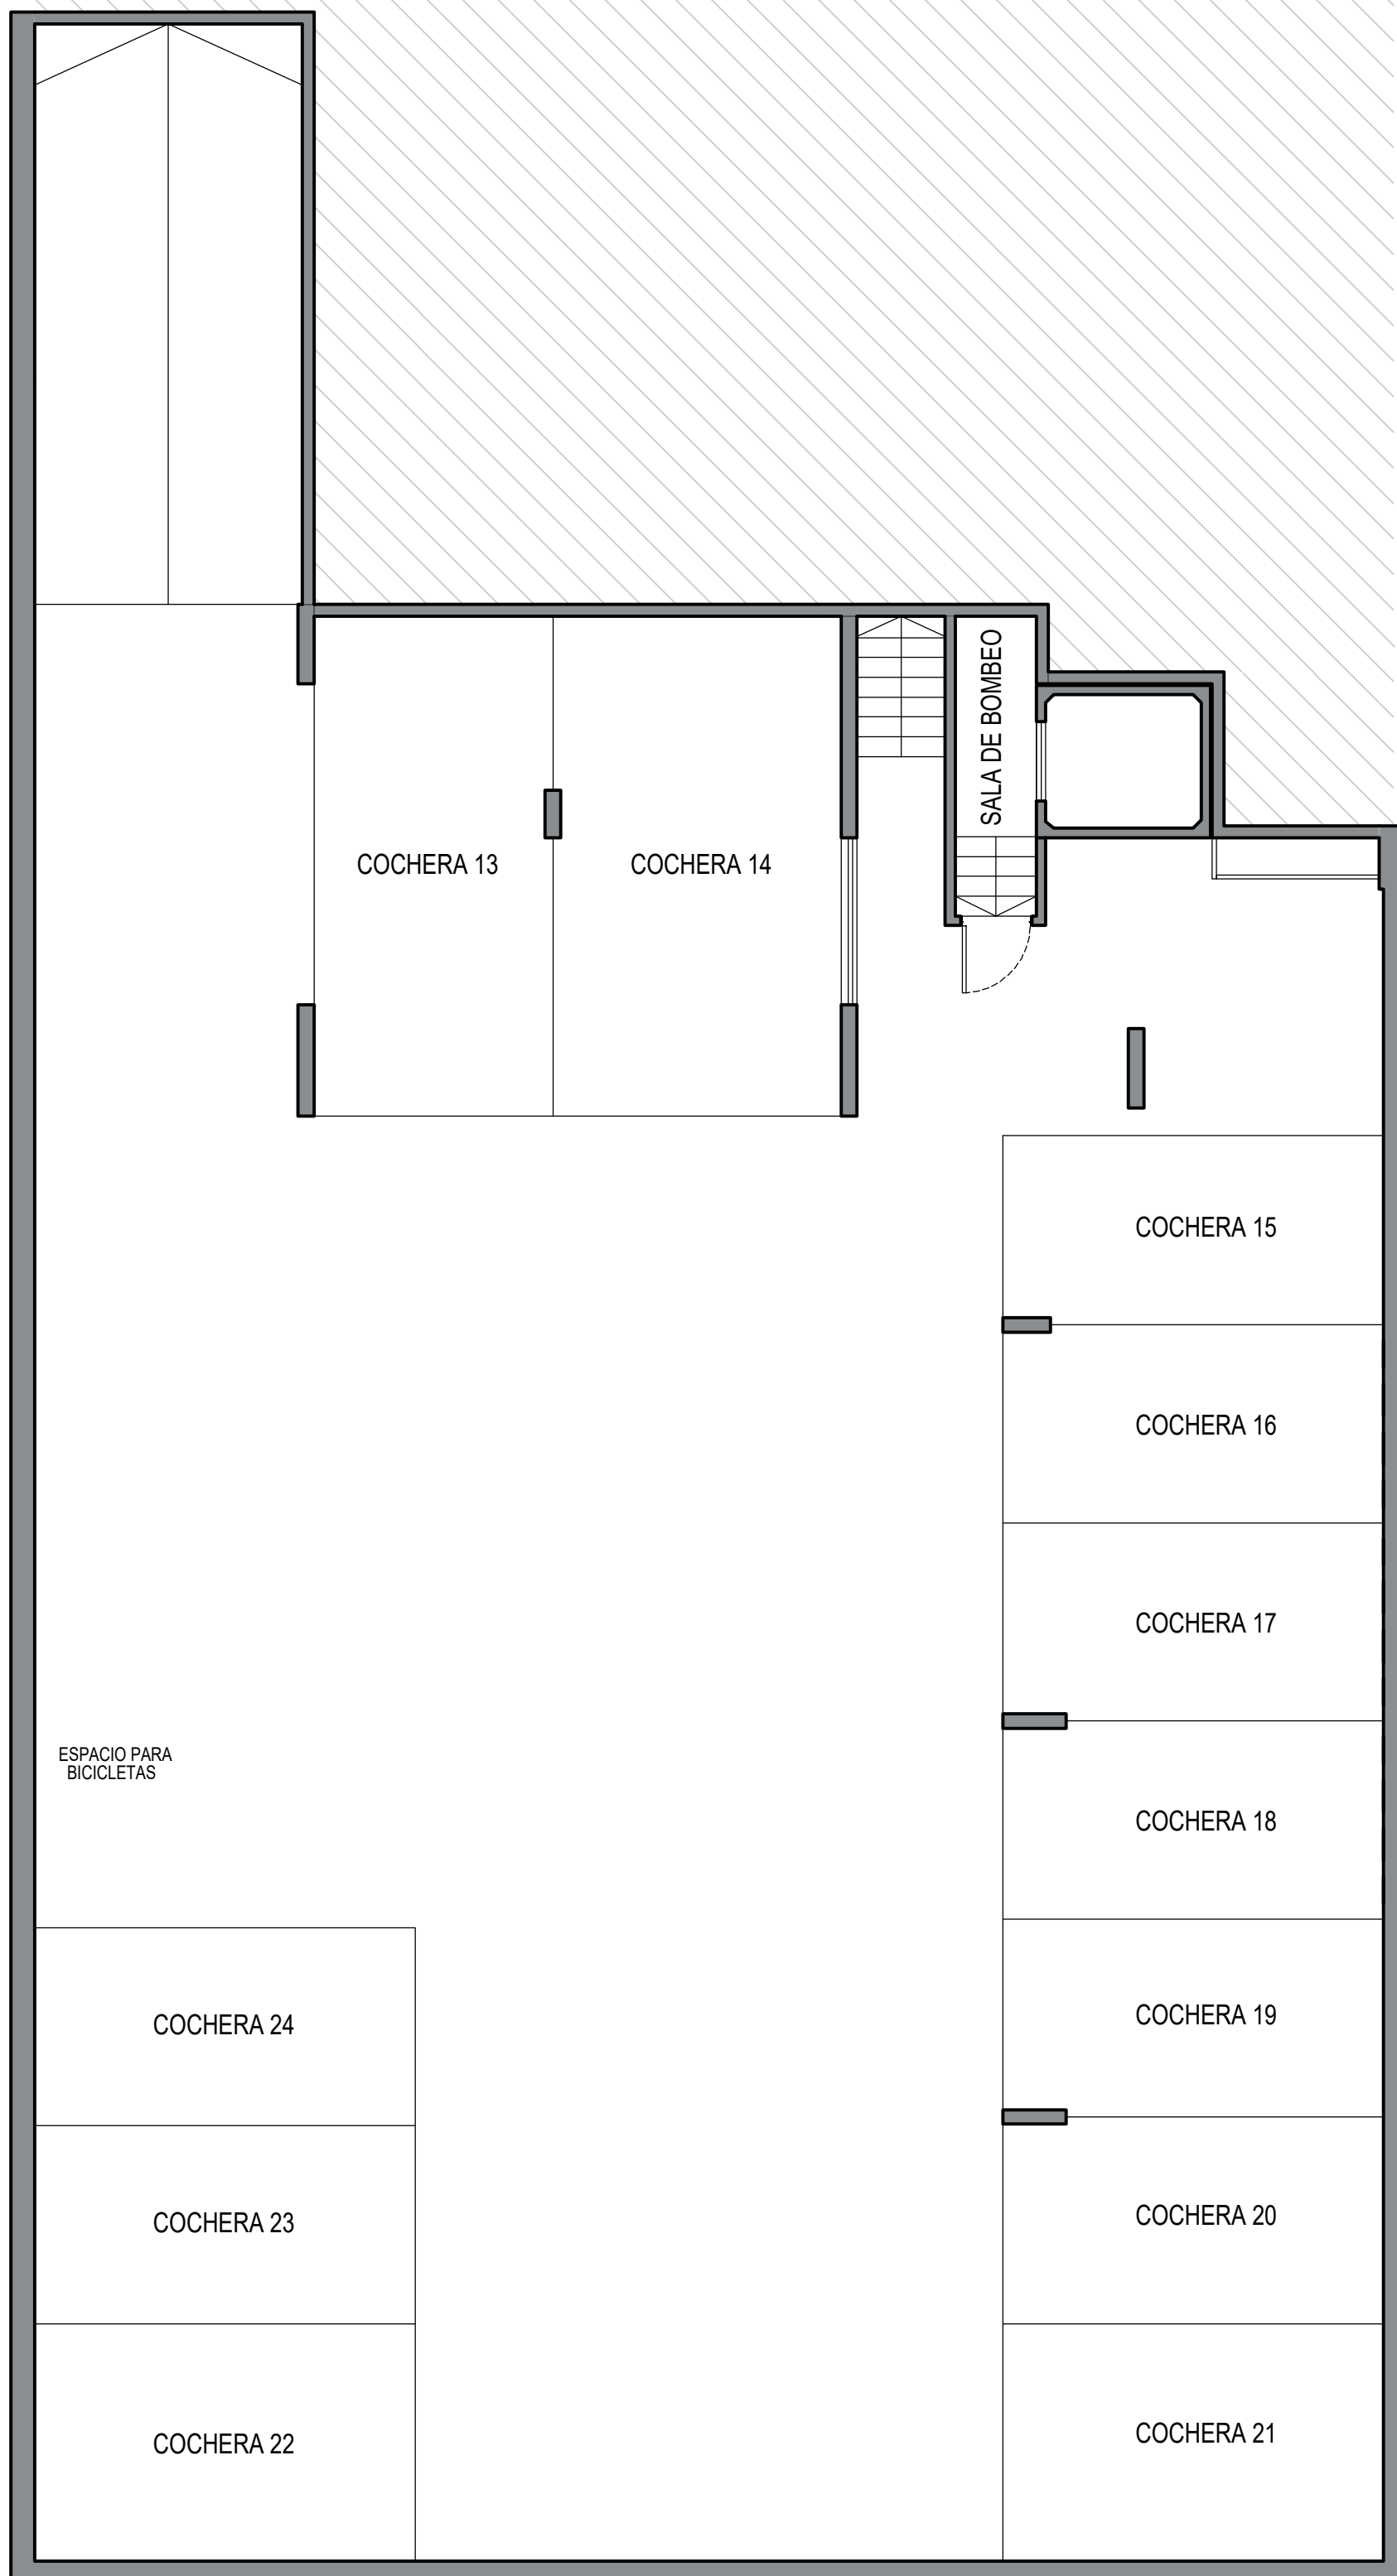 SALA DE BOMBEO
COCHERA 13
COCHERA 14
COCHERA 15
COCHERA 16
COCHERA 17
ESPACIO PARA
BICICLETAS
COCHERA 18
COCHERA 19
COCHERA 24
COCHERA 20
COCHERA 23
COCHERA 21
COCHERA 22